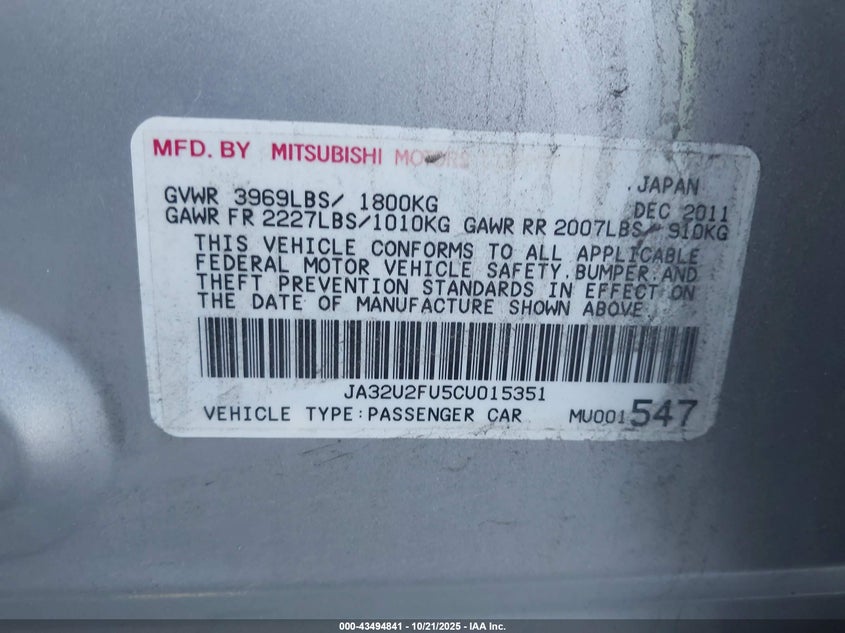 MFD. BY MITSUBISHI MOTORS
.JAPAN
GVWR 3969LBS/ 1800KG
DEC 2011
GAWR FR 2227LBS/1010KG GAWR RR 2007LBS/ 910KG
THIS VEHICLE CONFORMS TO ALL APPLICABLE
FEDERAL MOTOR VEHICLE SAFETY, BUMPER, AND
THEFT PREVENTION STANDARDS IN EFFECT ON
THE DATE OF MANUFACTURE SHOWN ABOVE.
JA32U2FU5CU015351
VEHICLE TYPE:PASSENGER CAR
MU001547
000-43494841 | 10/21/2025 - IAA Inc.